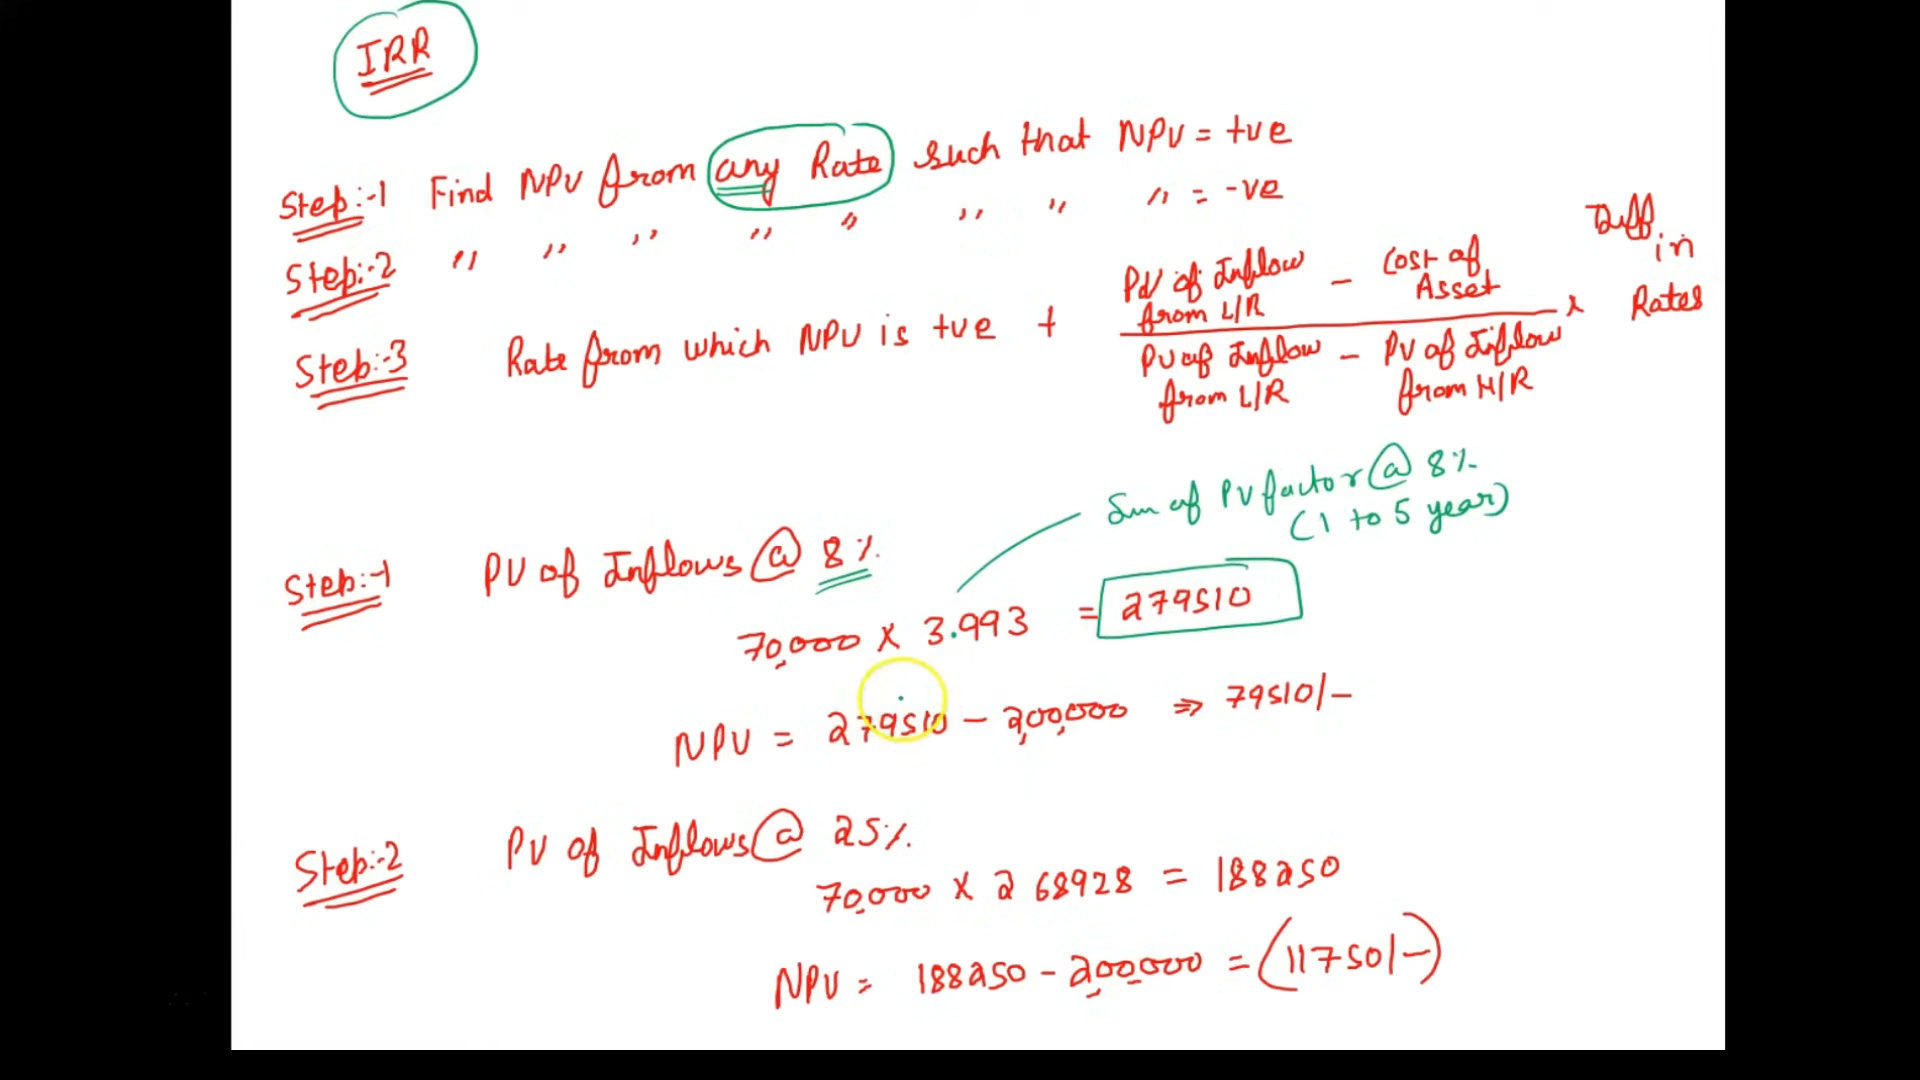 IRR
Step:-1 Find NPV from any Rate such that NPV = +ve
Step:-2 " " " " " " " " = -ve
Step:-3 Rate from which NPV is +ve + PV of Inflow from L/R - Cost of Asset
PV of Inflow from L/R - PV of Inflow from H/R
x Diff in Rates
Sum of PV factor @ 8%
(1 to 5 year)
Step:-1 PV of Inflows @ 8%
70,000 x 3.993 = 279510
NPV = 279510 - 2,00,000 ⇒ 79510/-
Step:-2 PV of Inflows @ 25%
70,000 x 2 68928 = 188250
NPV = 188250 - 2,00,000 = (11750/-)